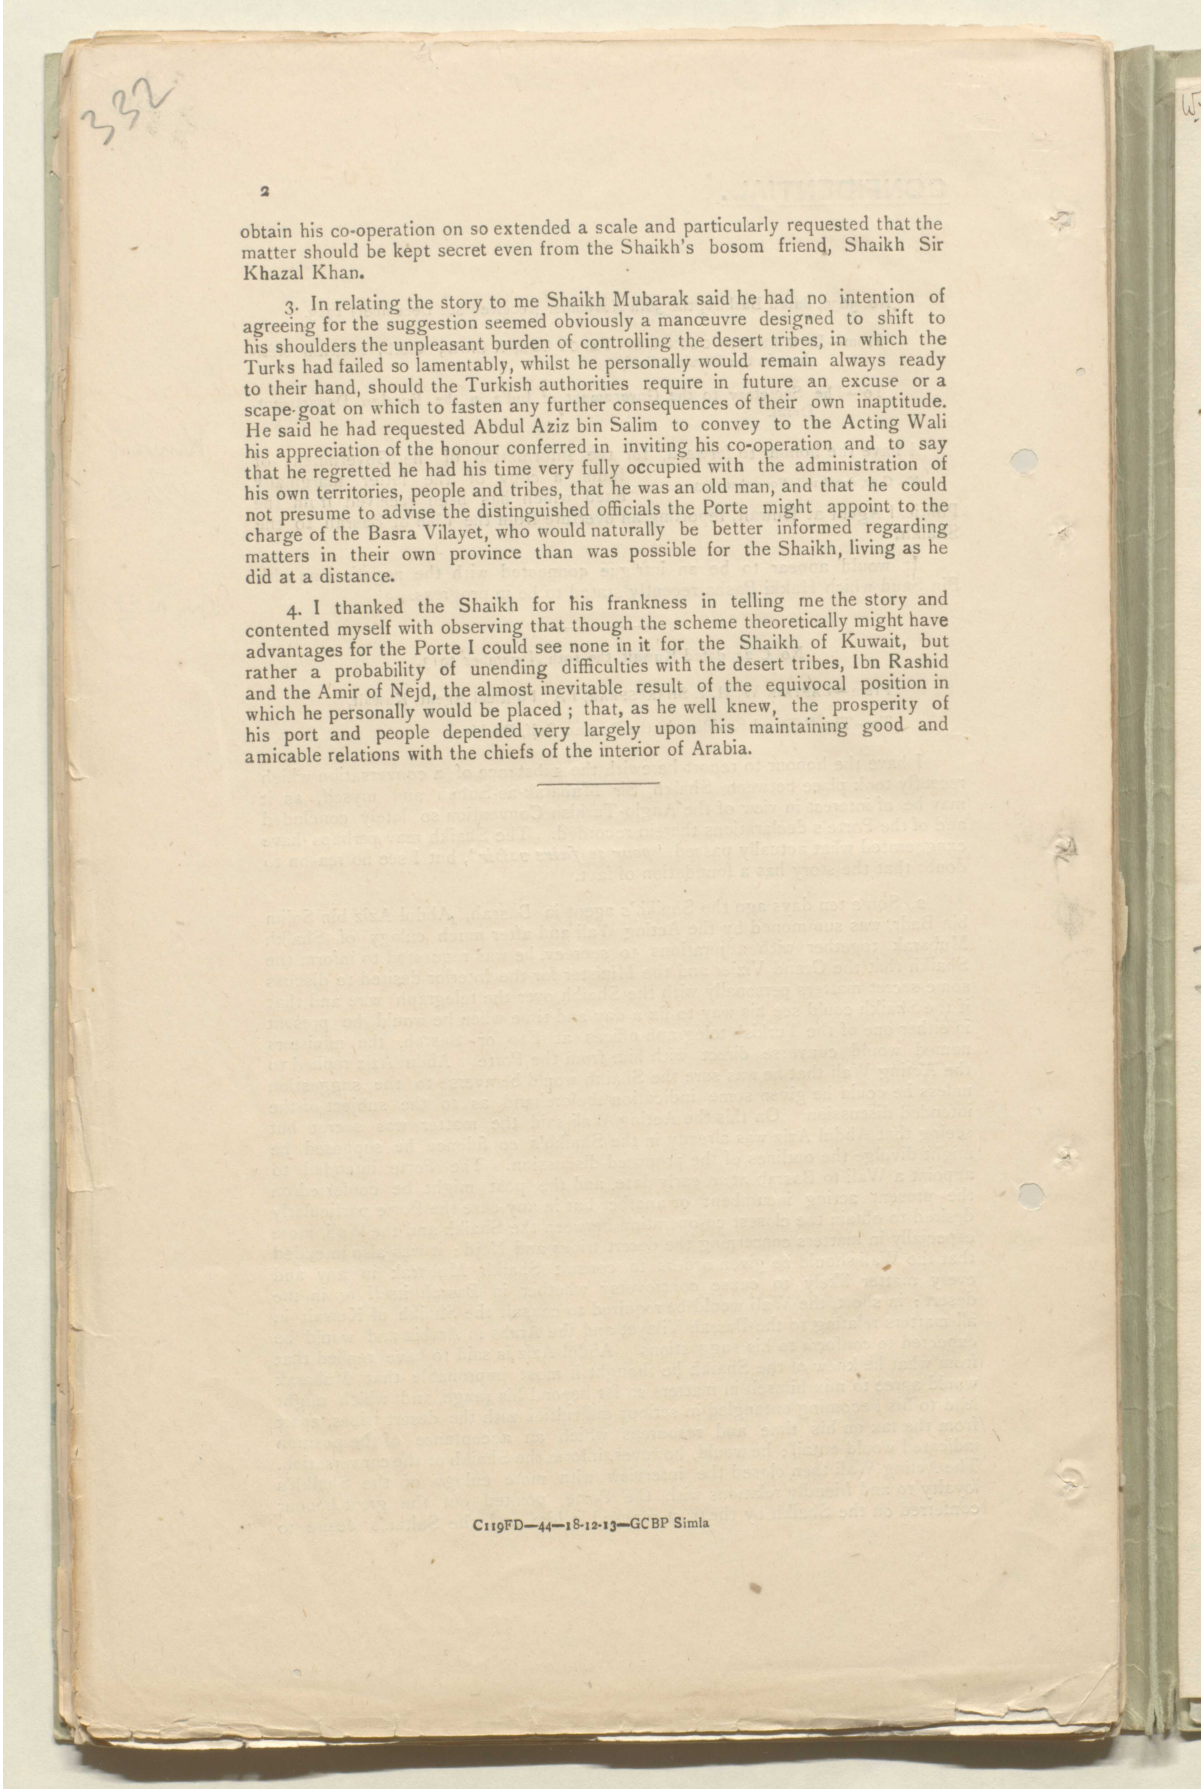 332
2
obtain his co-operation on so extended a scale and particularly requested that the
matter should be kept secret even from the Shaikh's bosom friend, Shaikh Sir
Khazal Khan.
3. In relating the story to me Shaikh Mubarak said he had no intention of
agreeing for the suggestion seemed obviously a manœuvre designed to shift to
his shoulders the unpleasant burden of controlling the desert tribes, in which the
Turks had failed so lamentably, whilst he personally would remain always ready
to their hand, should the Turkish authorities require in future an excuse or a
scape-goat on which to fasten any further consequences of their own inaptitude.
He said he had requested Abdul Aziz bin Salim to convey to the Acting Wali
his appreciation of the honour conferred in inviting his co-operation and to say
that he regretted he had his time very fully occupied with the administration of
his own territories, people and tribes, that he was an old man, and that he could
not presume to advise the distinguished officials the Porte might appoint to the
charge of the Basra Vilayet, who would naturally be better informed regarding
matters in their own province than was possible for the Shaikh, living as he
did at a distance.
4. I thanked the Shaikh for his frankness in telling me the story and
contented myself with observing that though the scheme theoretically might have
advantages for the Porte I could see none in it for the Shaikh of Kuwait, but
rather a probability of unending difficulties with the desert tribes, Ibn Rashid
and the Amir of Nejd, the almost inevitable result of the equivocal position in
which he personally would be placed ; that, as he well knew, the prosperity of
his port and people depended very largely upon his maintaining good and
amicable relations with the chiefs of the interior of Arabia.
C119FD—44—18-12-13—GCBP Simla